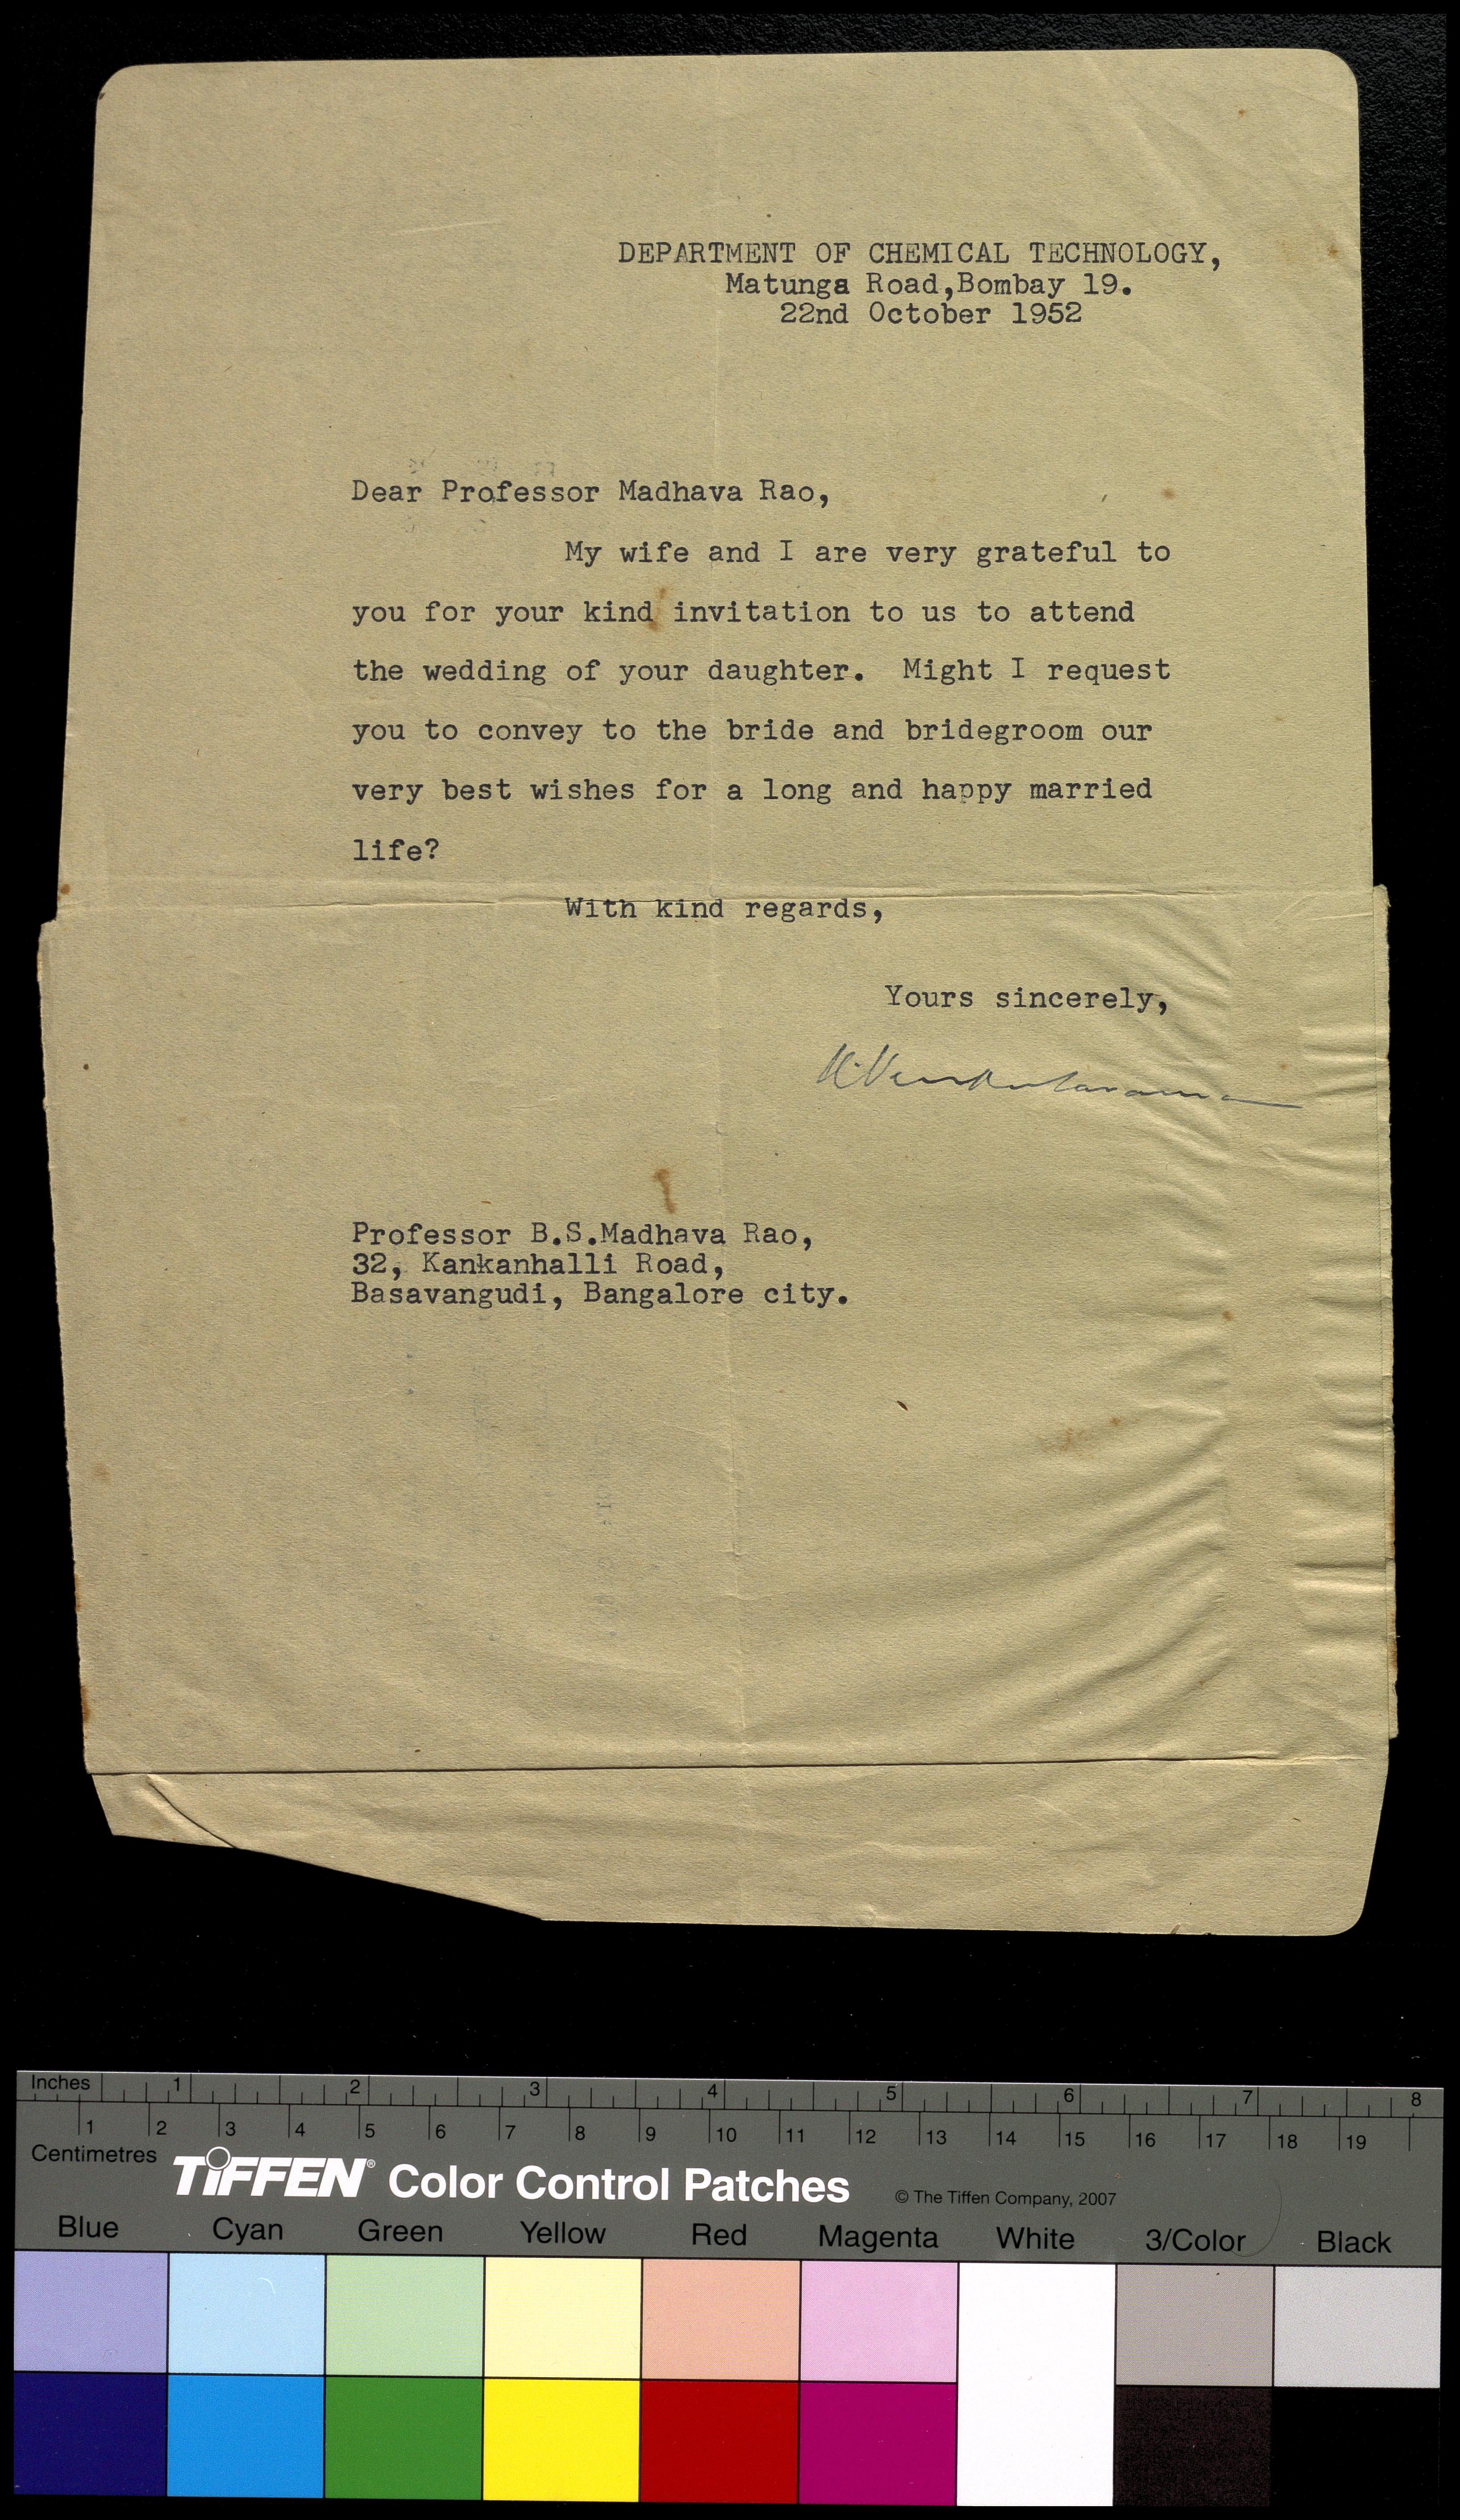 DEPARTMENT OF CHEMICAL TECHNOLOGY,
Matunga Road,Bombay 19.
22nd October 1952
Dear Professor Madhava Rao,
My wife and I are very grateful to
you for your kind invitation to us to attend
the wedding of your daughter. Might I request
you to convey to the bride and bridegroom our
very best wishes for a long and happy married
life?
With kind regards,
Yours sincerely,
K. Venkataraman
Professor B.S.Madhava Rao,
32, Kankanhalli Road,
Basavangudi, Bangalore city.
Inches 1 2 3 4 5 6 7 8
1 2 3 4 5 6 7 8 9 10 11 12 13 14 15 16 17 18 19
Centimetres
TIFFEN® Color Control Patches © The Tiffen Company, 2007
Blue Cyan Green Yellow Red Magenta White 3/Color Black